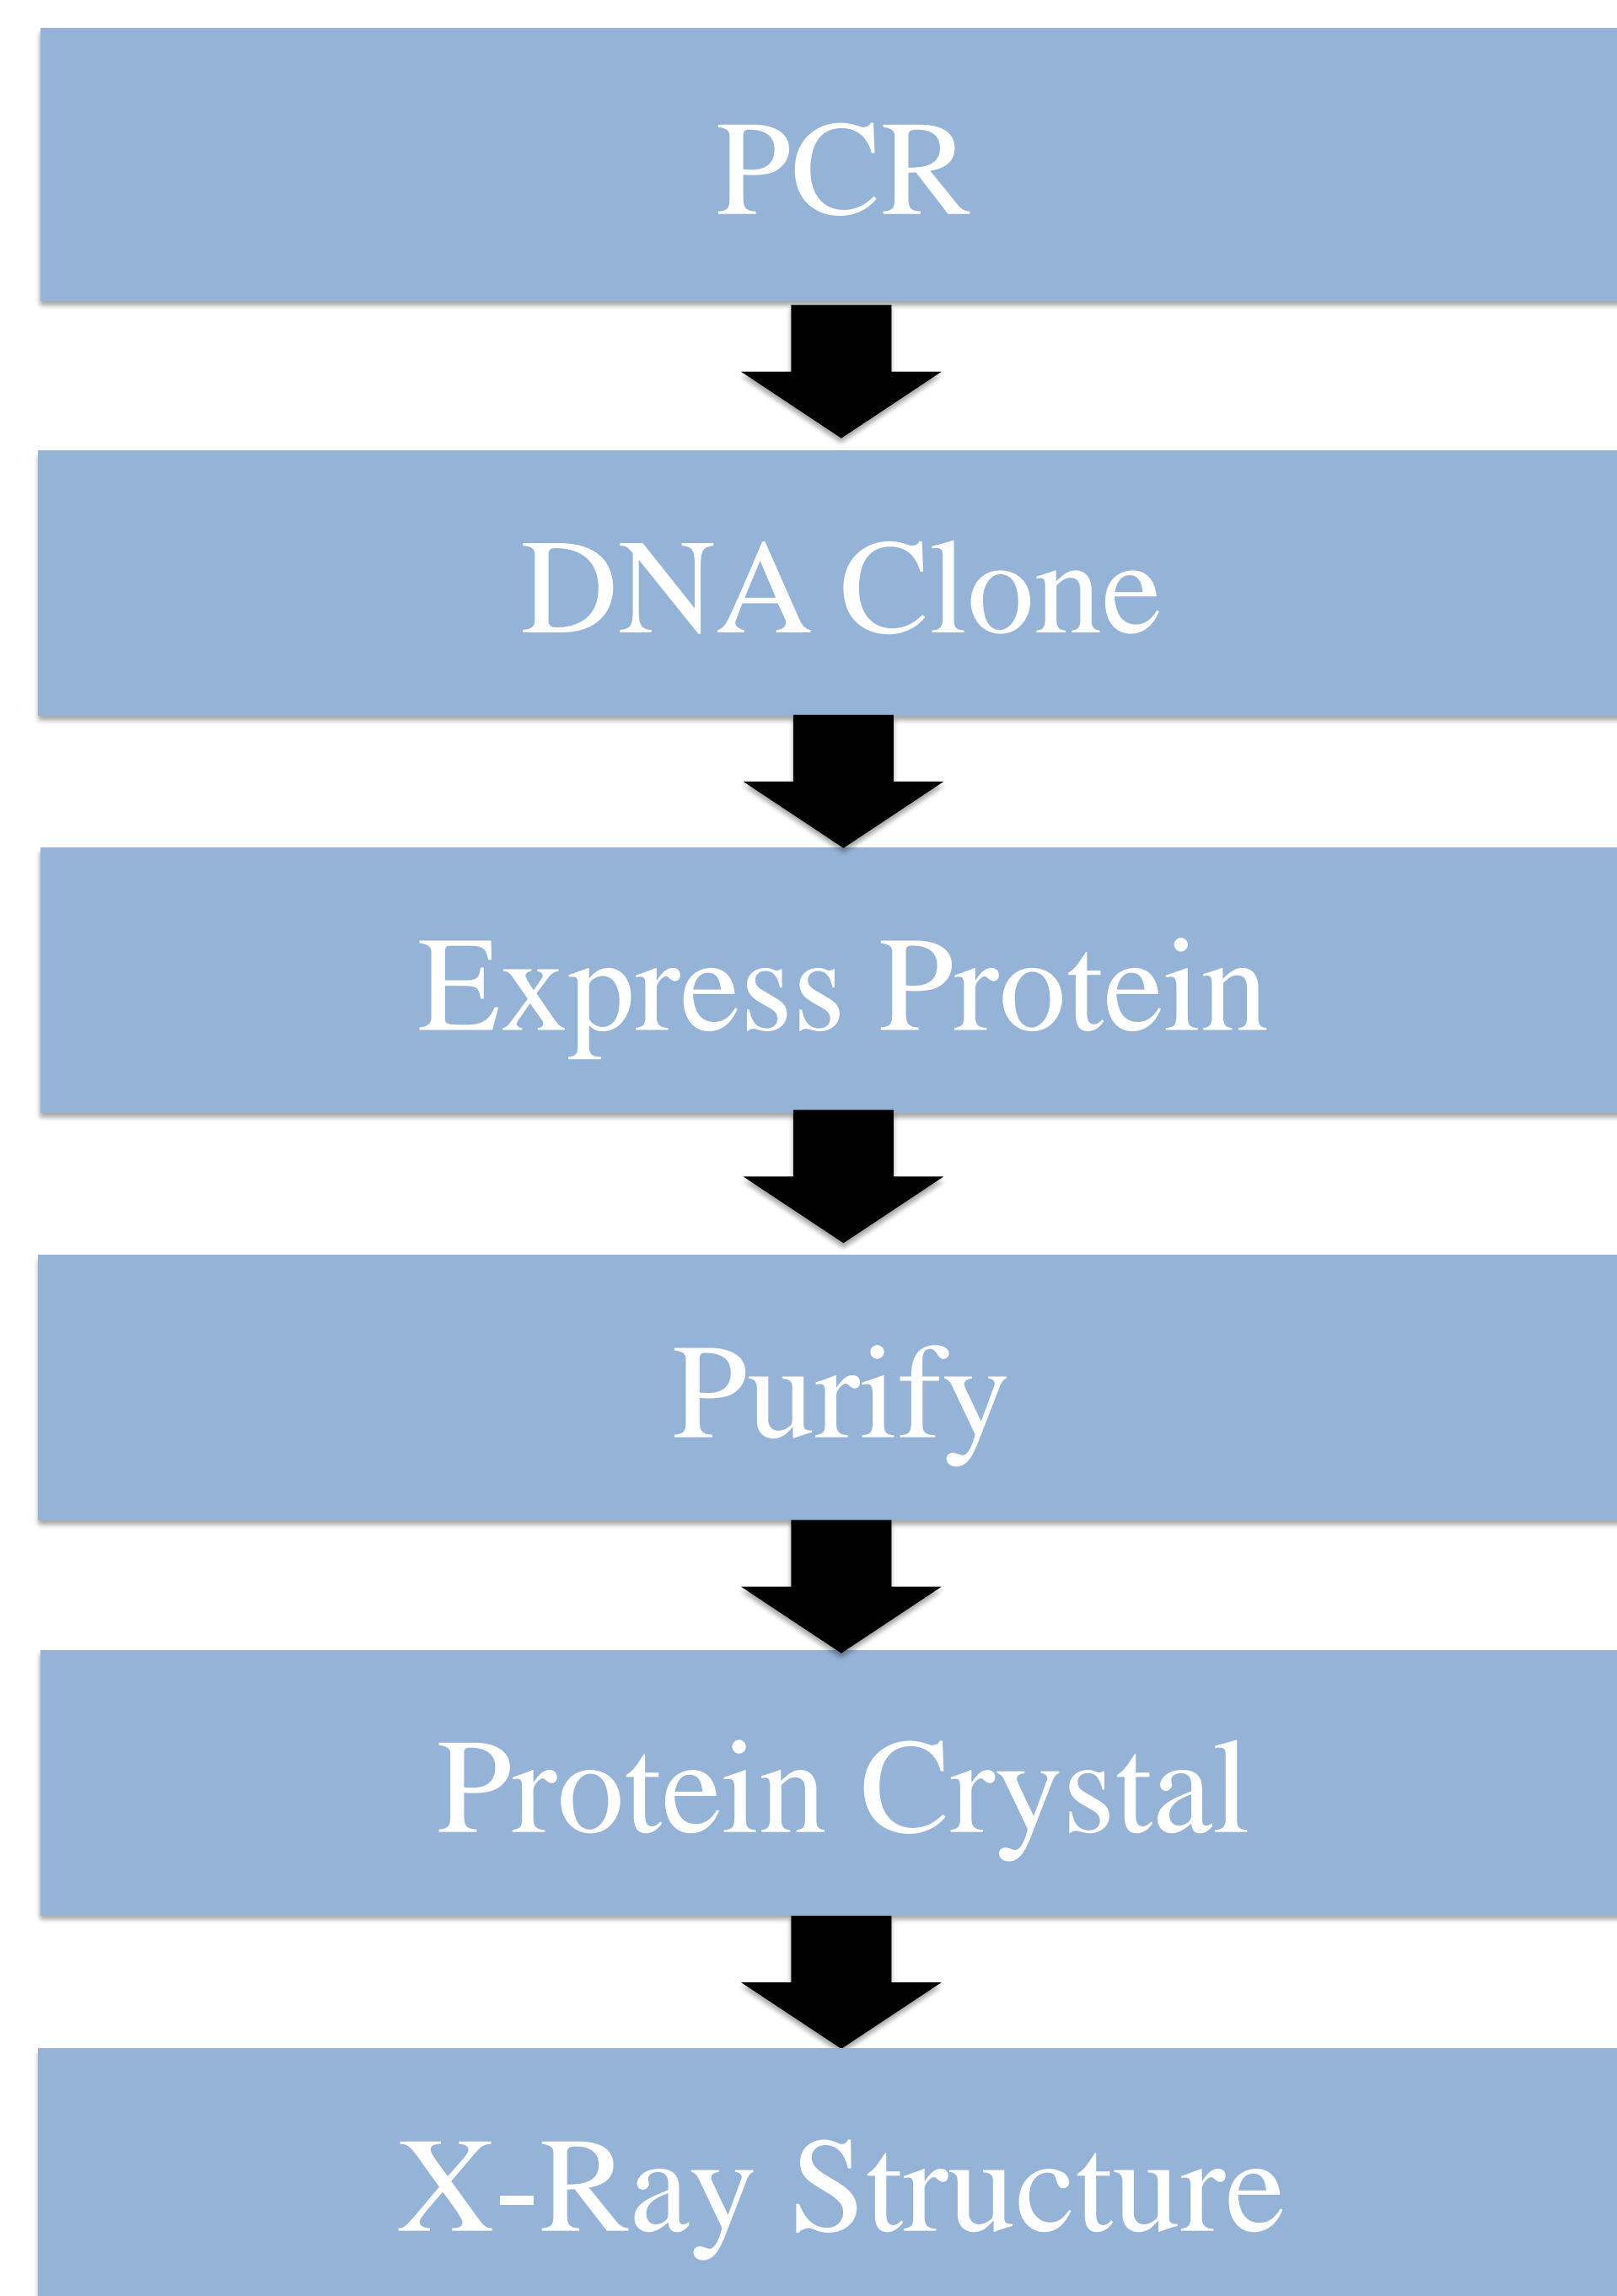 PCR
DNA Clone
Express Protein
Purify
Protein Crystal
X-Ray Structure